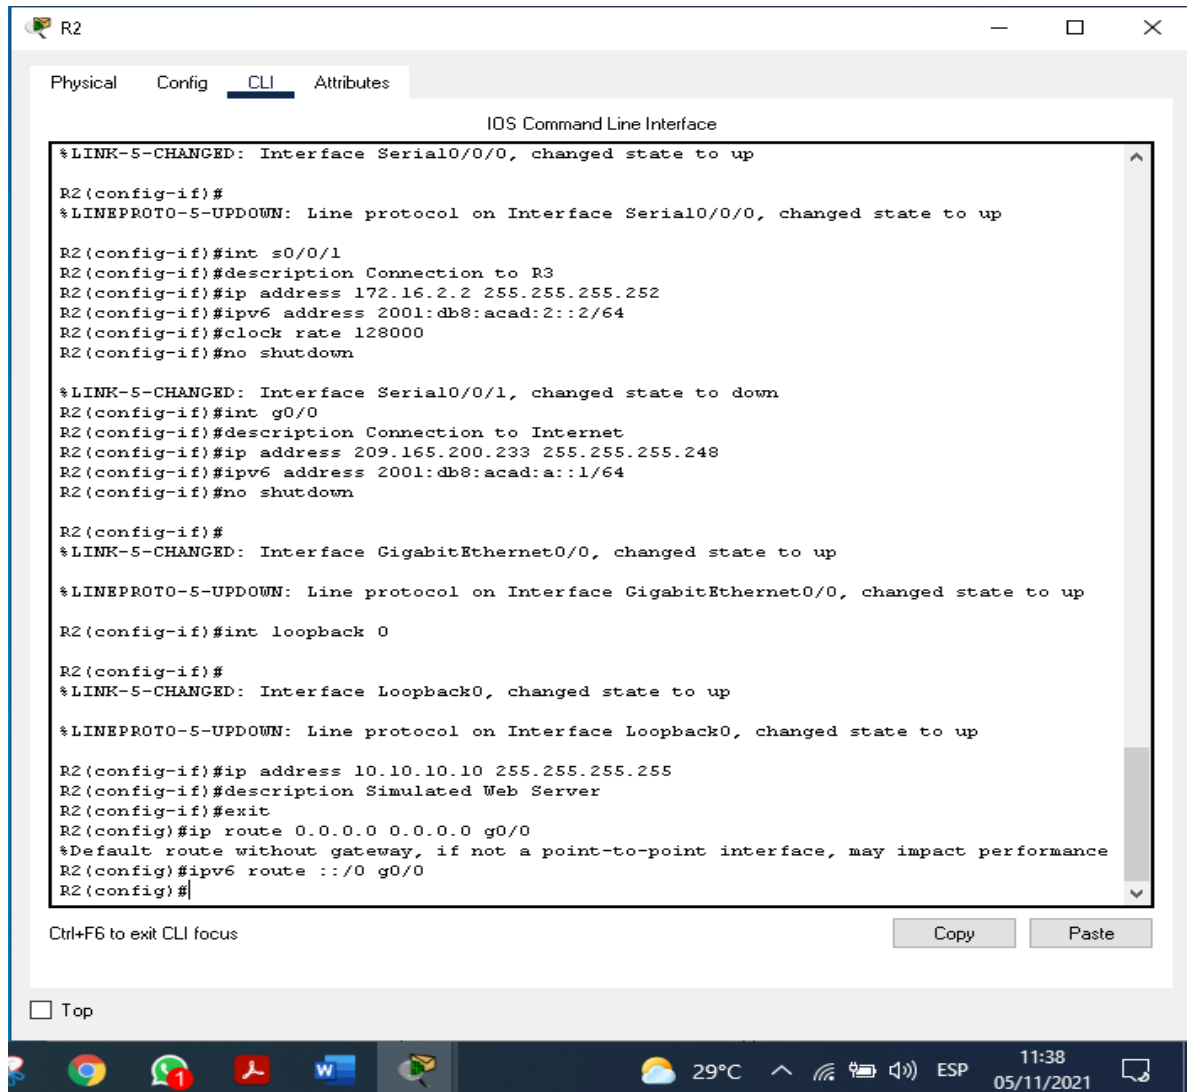 R2
Physical Config CLI Attributes
IOS Command Line Interface
%LINK-5-CHANGED: Interface Serial0/0/0, changed state to up
R2(config-if)#
%LINEPROTO-5-UPDOWN: Line protocol on Interface Serial0/0/0, changed state to up
R2(config-if)#int s0/0/1
R2(config-if)#description Connection to R3
R2(config-if)#ip address 172.16.2.2 255.255.255.252
R2(config-if)#ipv6 address 2001:db8:acad:2::2/64
R2(config-if)#clock rate 128000
R2(config-if)#no shutdown
%LINK-5-CHANGED: Interface Serial0/0/1, changed state to down
R2(config-if)#int g0/0
R2(config-if)#description Connection to Internet
R2(config-if)#ip address 209.165.200.233 255.255.255.248
R2(config-if)#ipv6 address 2001:db8:acad:a::1/64
R2(config-if)#no shutdown
R2(config-if)#
%LINK-5-CHANGED: Interface GigabitEthernet0/0, changed state to up
%LINEPROTO-5-UPDOWN: Line protocol on Interface GigabitEthernet0/0, changed state to up
R2(config-if)#int loopback 0
R2(config-if)#
%LINK-5-CHANGED: Interface Loopback0, changed state to up
%LINEPROTO-5-UPDOWN: Line protocol on Interface Loopback0, changed state to up
R2(config-if)#ip address 10.10.10.10 255.255.255.255
R2(config-if)#description Simulated Web Server
R2(config-if)#exit
R2(config)#ip route 0.0.0.0 0.0.0.0 g0/0
%Default route without gateway, if not a point-to-point interface, may impact performance
R2(config)#ipv6 route ::/0 g0/0
R2(config)#
Ctrl+F6 to exit CLI focus
Copy Paste
Top
1
W
29°C
ESP
11:38
05/11/2021